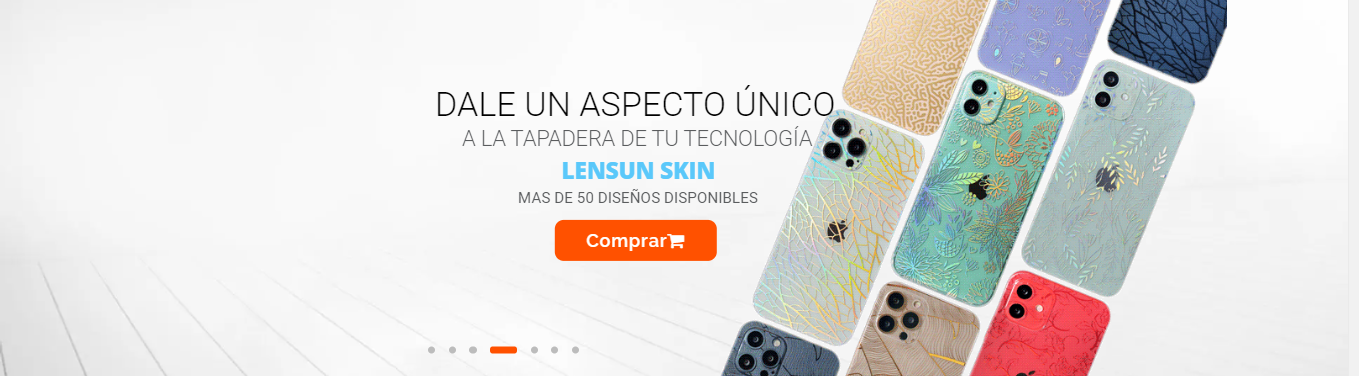 DALE UN ASPECTO ÚNICO
A LA TAPADERA DE TU TECNOLOGÍA
LENSUN SKIN
MAS DE 50 DISEÑOS DISPONIBLES
Comprar